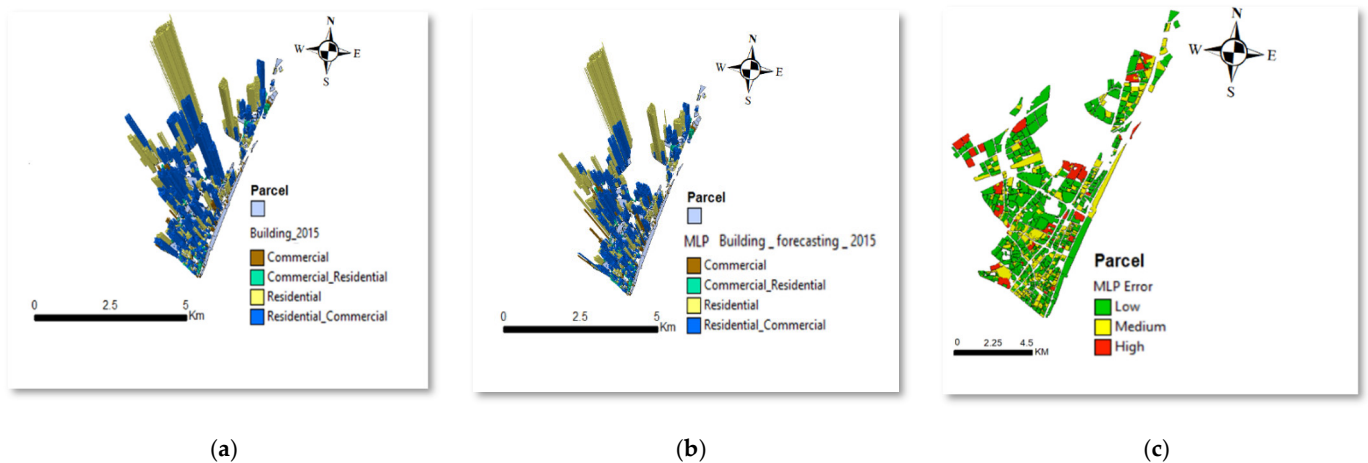 N
W E
S
Parcel
Building_2015
Commercial
Commercial_Residential
Residential
Residential_Commercial
0 2.5 5
Km
(a)
N
W E
S
Parcel
MLP Building _ forecasting _ 2015
Commercial
Commercial_Residential
Residential
Residential_Commercial
0 2.5 5
Km
(b)
N
W E
S
Parcel
MLP Error
Low
Medium
High
0 2.25 4.5
KM
(c)